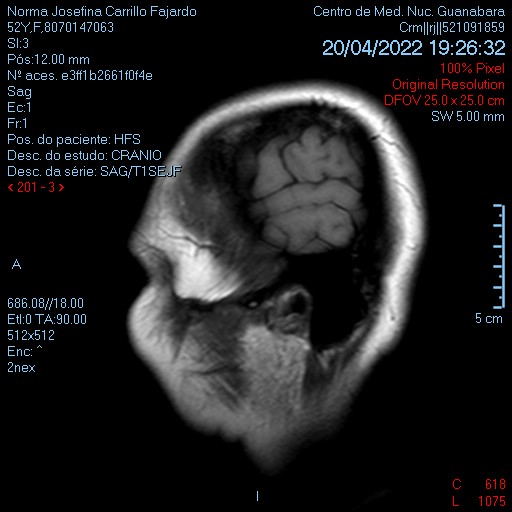 Norma Josefina Carrillo Fajardo
52Y,F,8070147063
Sl:3
Pós:12.00 mm
Nº aces. e3ff1b2661f0f4e
Sag
Ec:1
Fr:1
Pos. do paciente: HFS
Desc. do estudo: CRANIO
Desc. da série: SAG/T1SEJF
< 201 - 3 >
Centro de Med. Nuc. Guanabara
Crm||rj||521091859
20/04/2022 19:26:32
100% Pixel
Original Resolution
DFOV 25.0 x 25.0 cm
SW 5.00 mm
A
5 cm
686.08//18.00
Etl:0 TA:90.00
512x512
Enc: ^
2nex
I
C 618
L 1075